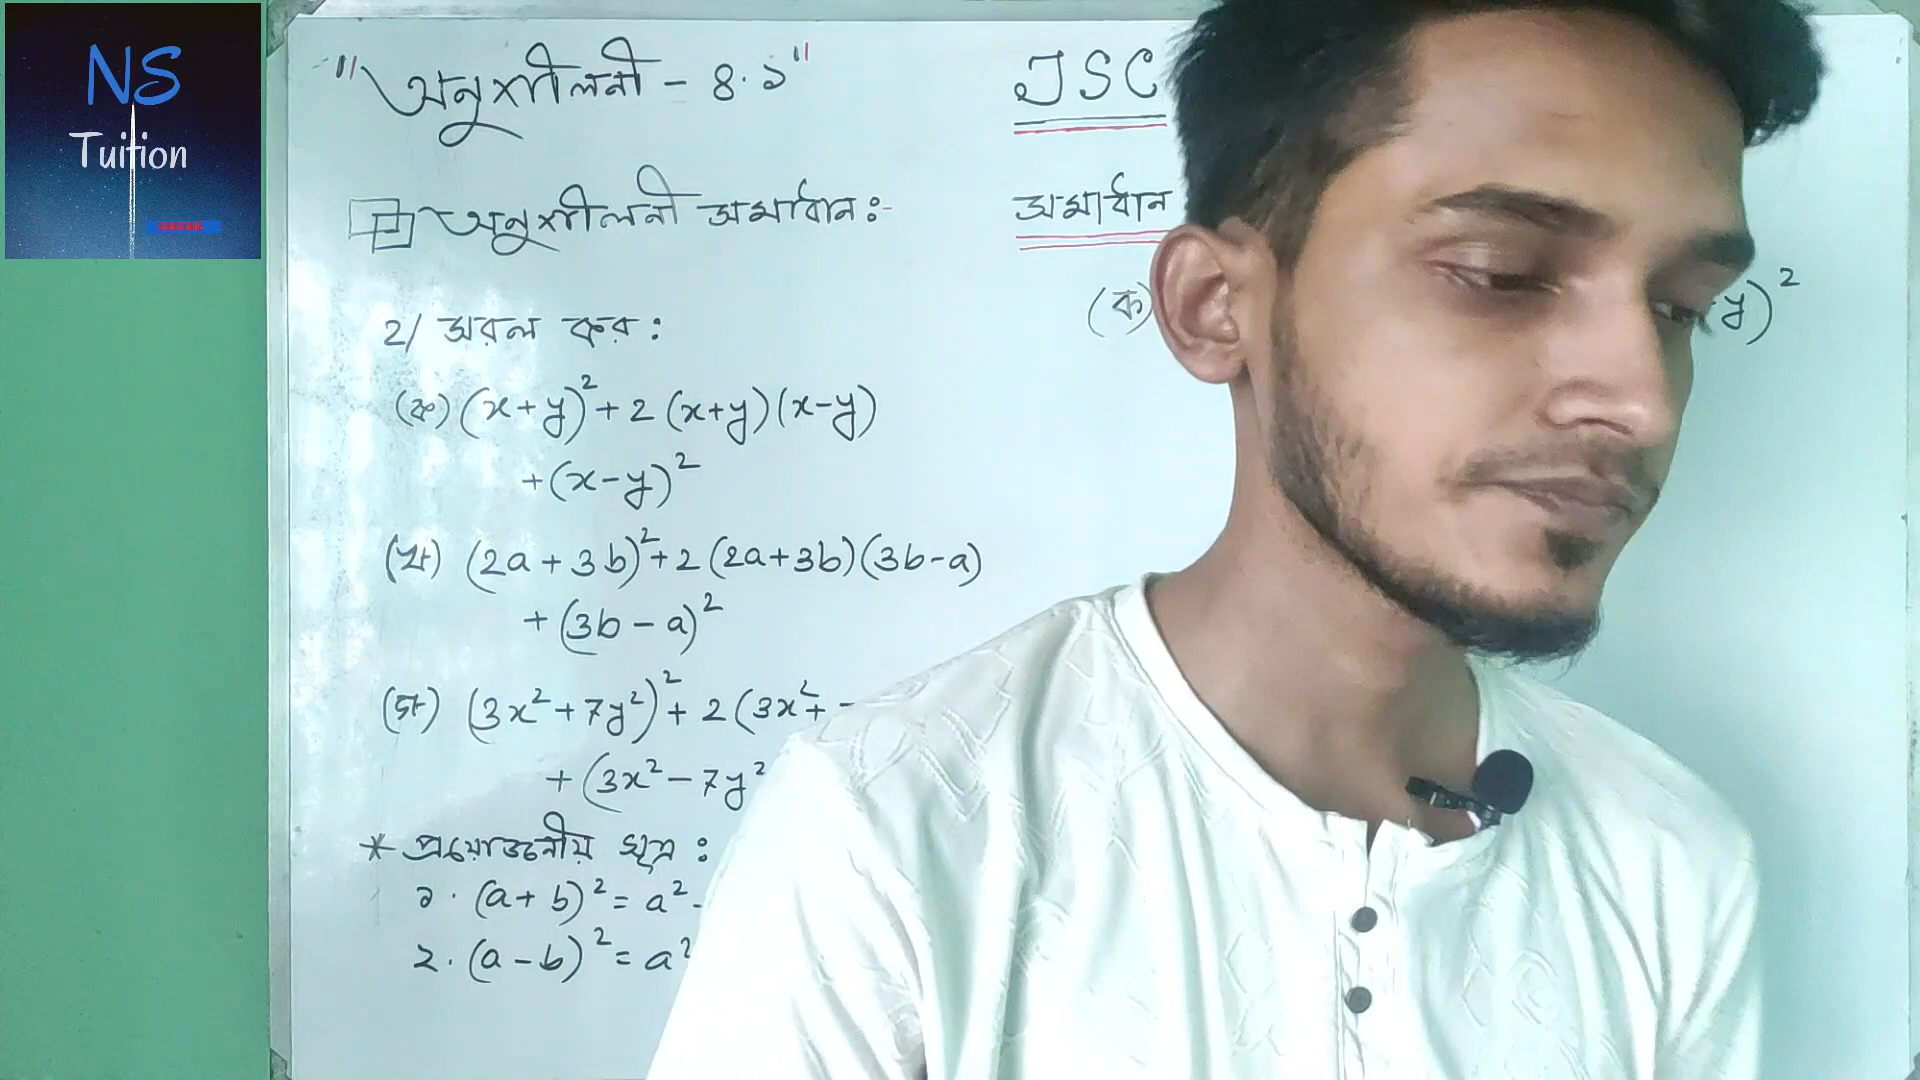 NS
Tuition
"অনুশীলনী - ৪.১"
অনুশীলনী সমাধান :-
2/ সরল কর :
(ক) (x+y)² + 2(x+y)(x-y)
+(x-y)²
(খ) (2a+3b)² + 2(2a+3b)(3b-a)
+ (3b-a)²
(গ) (3x²+7y²)² + 2(3x²+
+ (3x²-7y²
* প্রয়োজনীয় সূত্র :
১. (a+b)² = a²
২. (a-b)² = a²
JSC
সমাধান
(ক) y)²